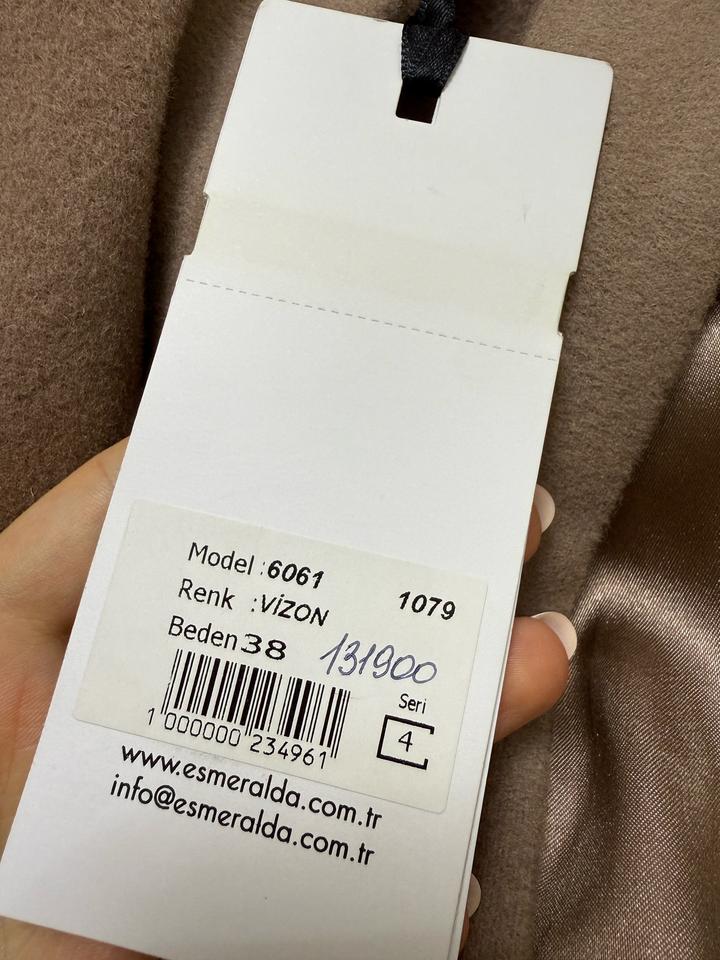 Model : 6061
Renk : VİZON 1079
Beden 38 131900
Seri
4
1 000000 234961
www.esmeralda.com.tr
info@esmeralda.com.tr